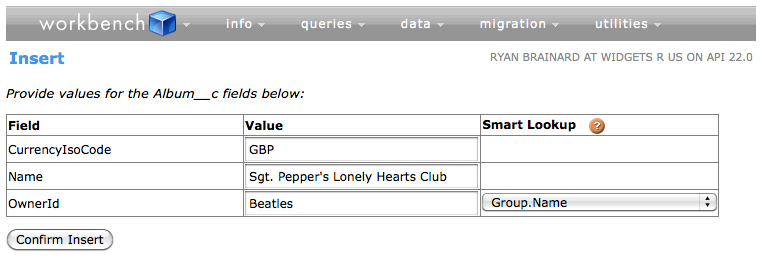 workbench info queries data migration utilities
Insert RYAN BRAINARD AT WIDGETS R US ON API 22.0
Provide values for the Album__c fields below:
Field Value Smart Lookup ?
CurrencyIsoCode GBP
Name Sgt. Pepper's Lonely Hearts Club
OwnerId Beatles Group.Name
Confirm Insert